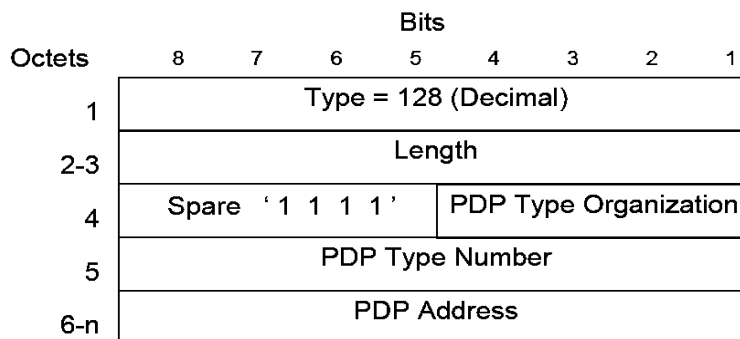 Bits
Octets 8 7 6 5 4 3 2 1
1 Type = 128 (Decimal)
2-3 Length
4 Spare ‘ 1 1 1 1 ’ PDP Type Organization
5 PDP Type Number
6-n PDP Address